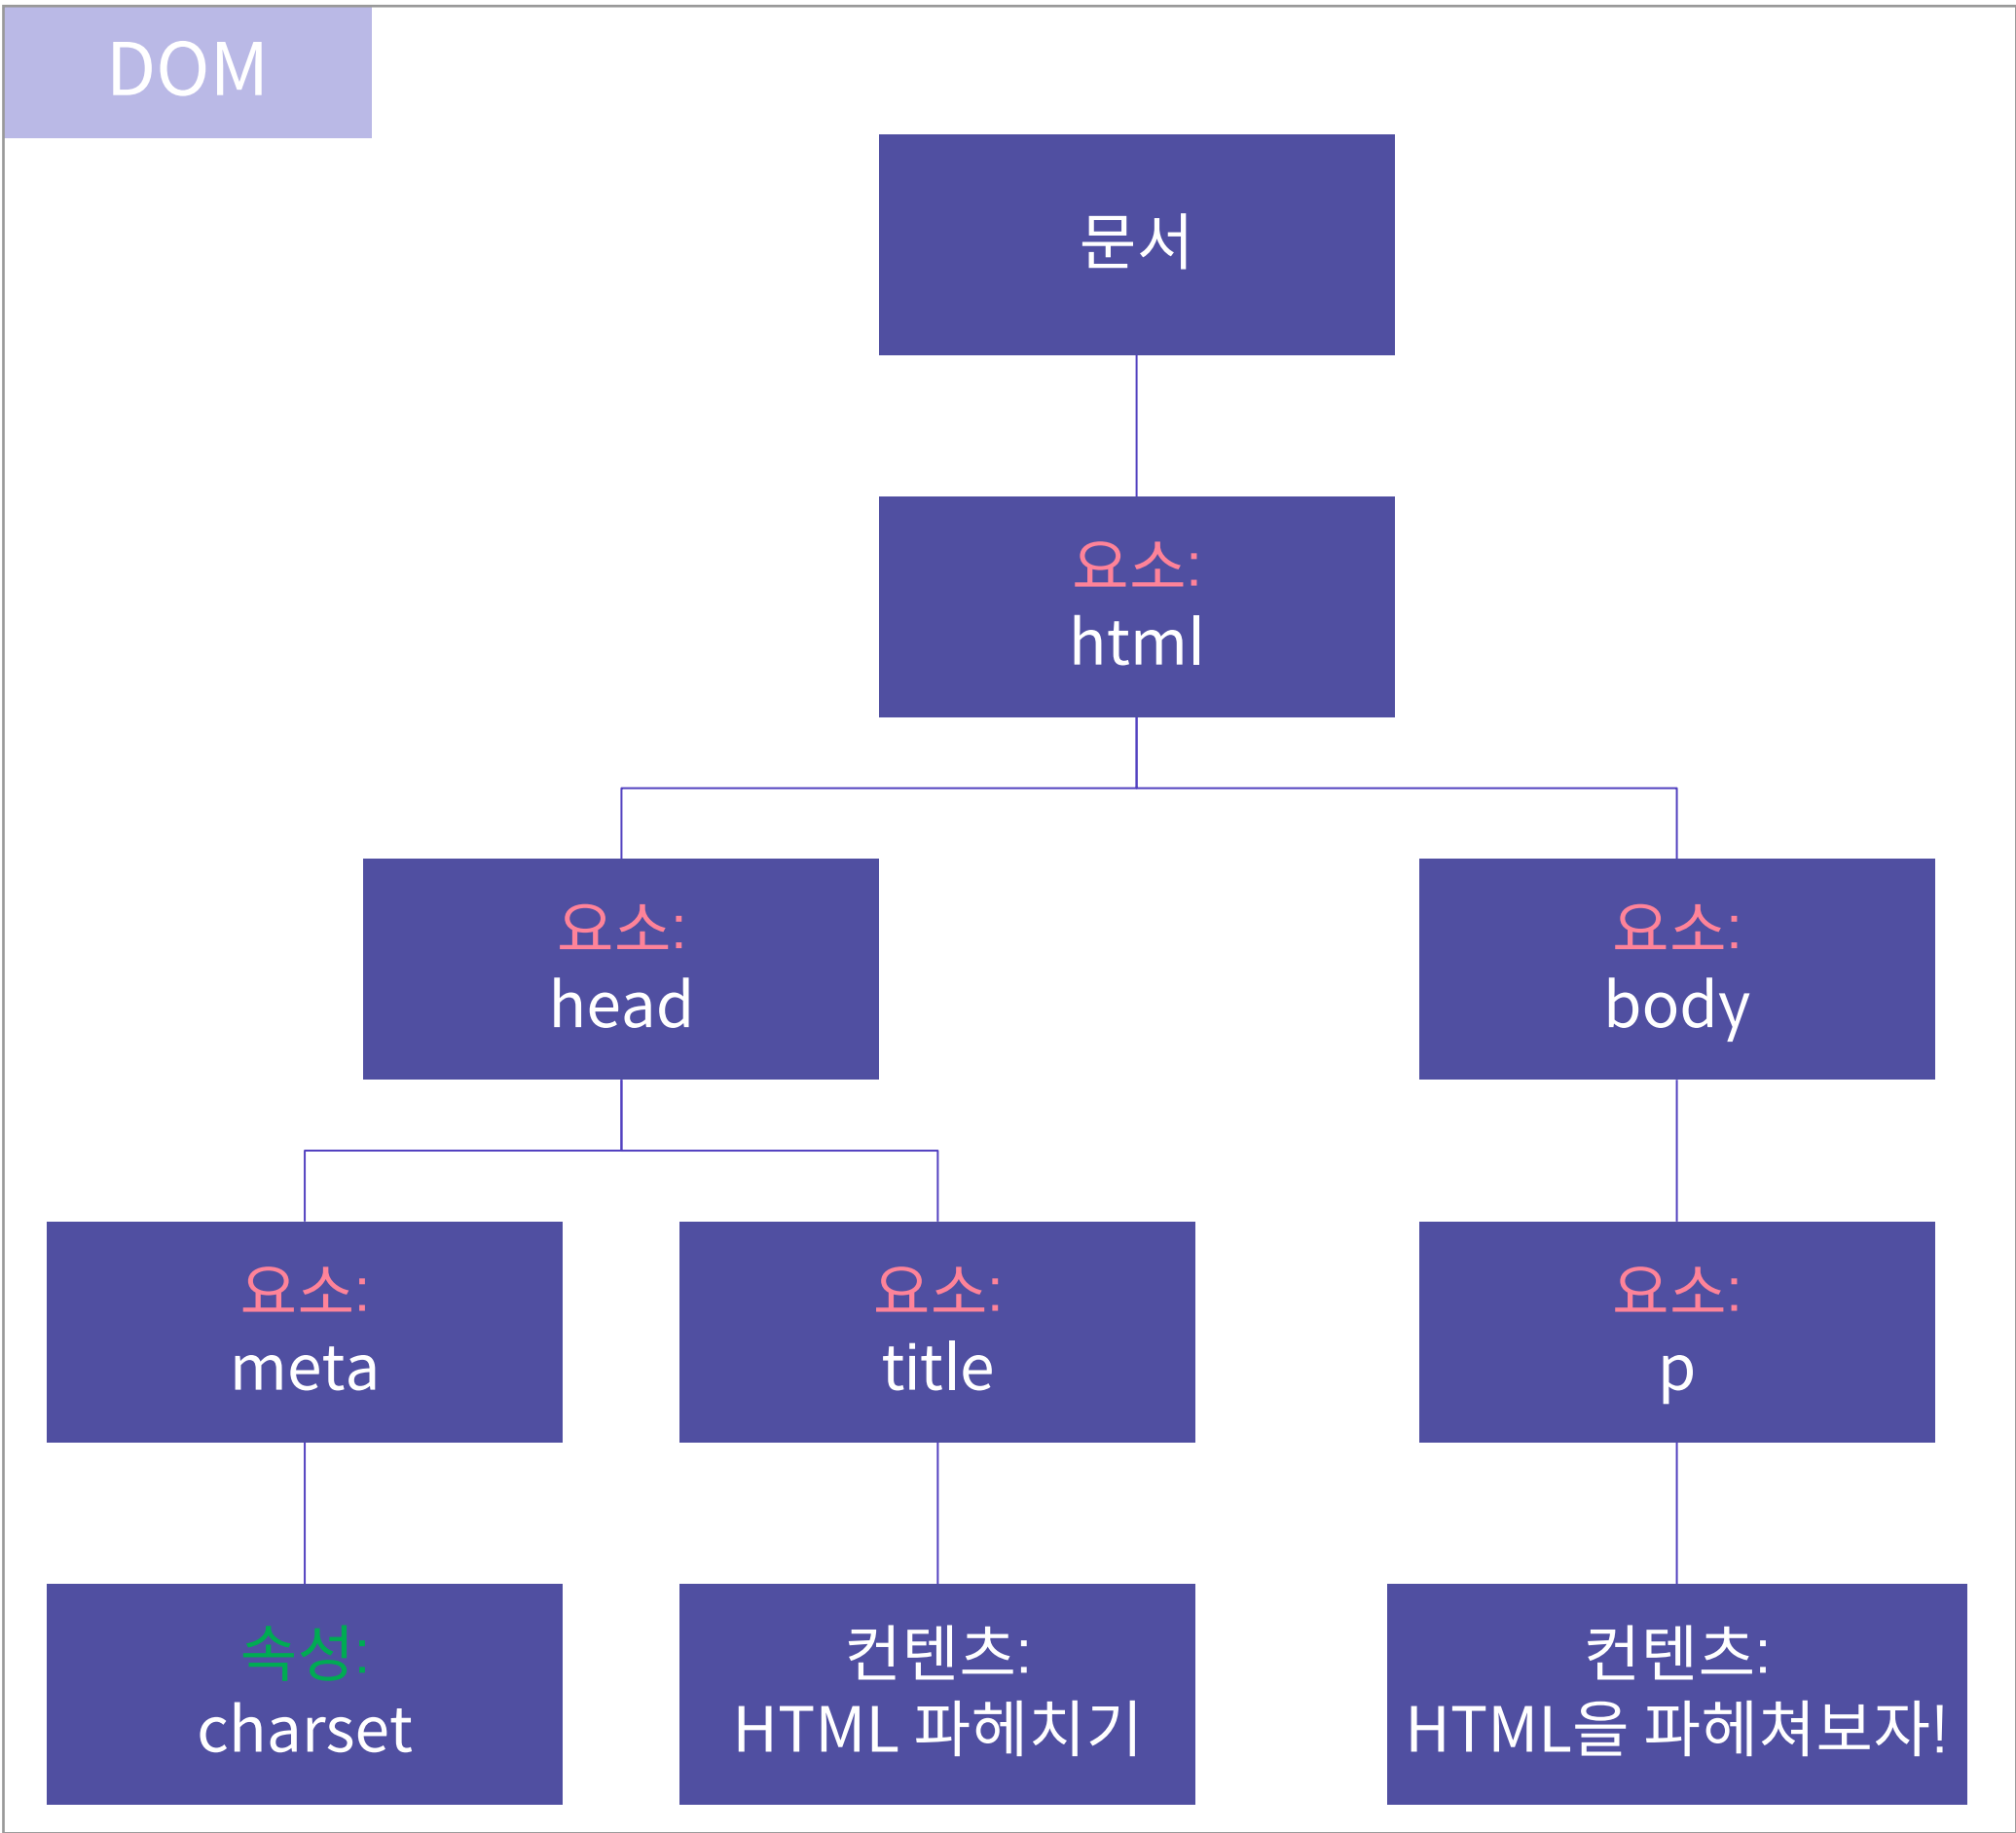 DOM
문서
요소:
html
요소:
head
요소:
body
요소:
meta
요소:
title
요소:
p
속성:
charset
컨텐츠:
HTML 파헤치기
컨텐츠:
HTML을 파헤쳐보자!